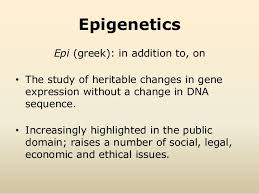 Epigenetics
Epi (greek): in addition to, on
• The study of heritable changes in gene
expression without a change in DNA
sequence.
• Increasingly highlighted in the public
domain; raises a number of social, legal,
economic and ethical issues.